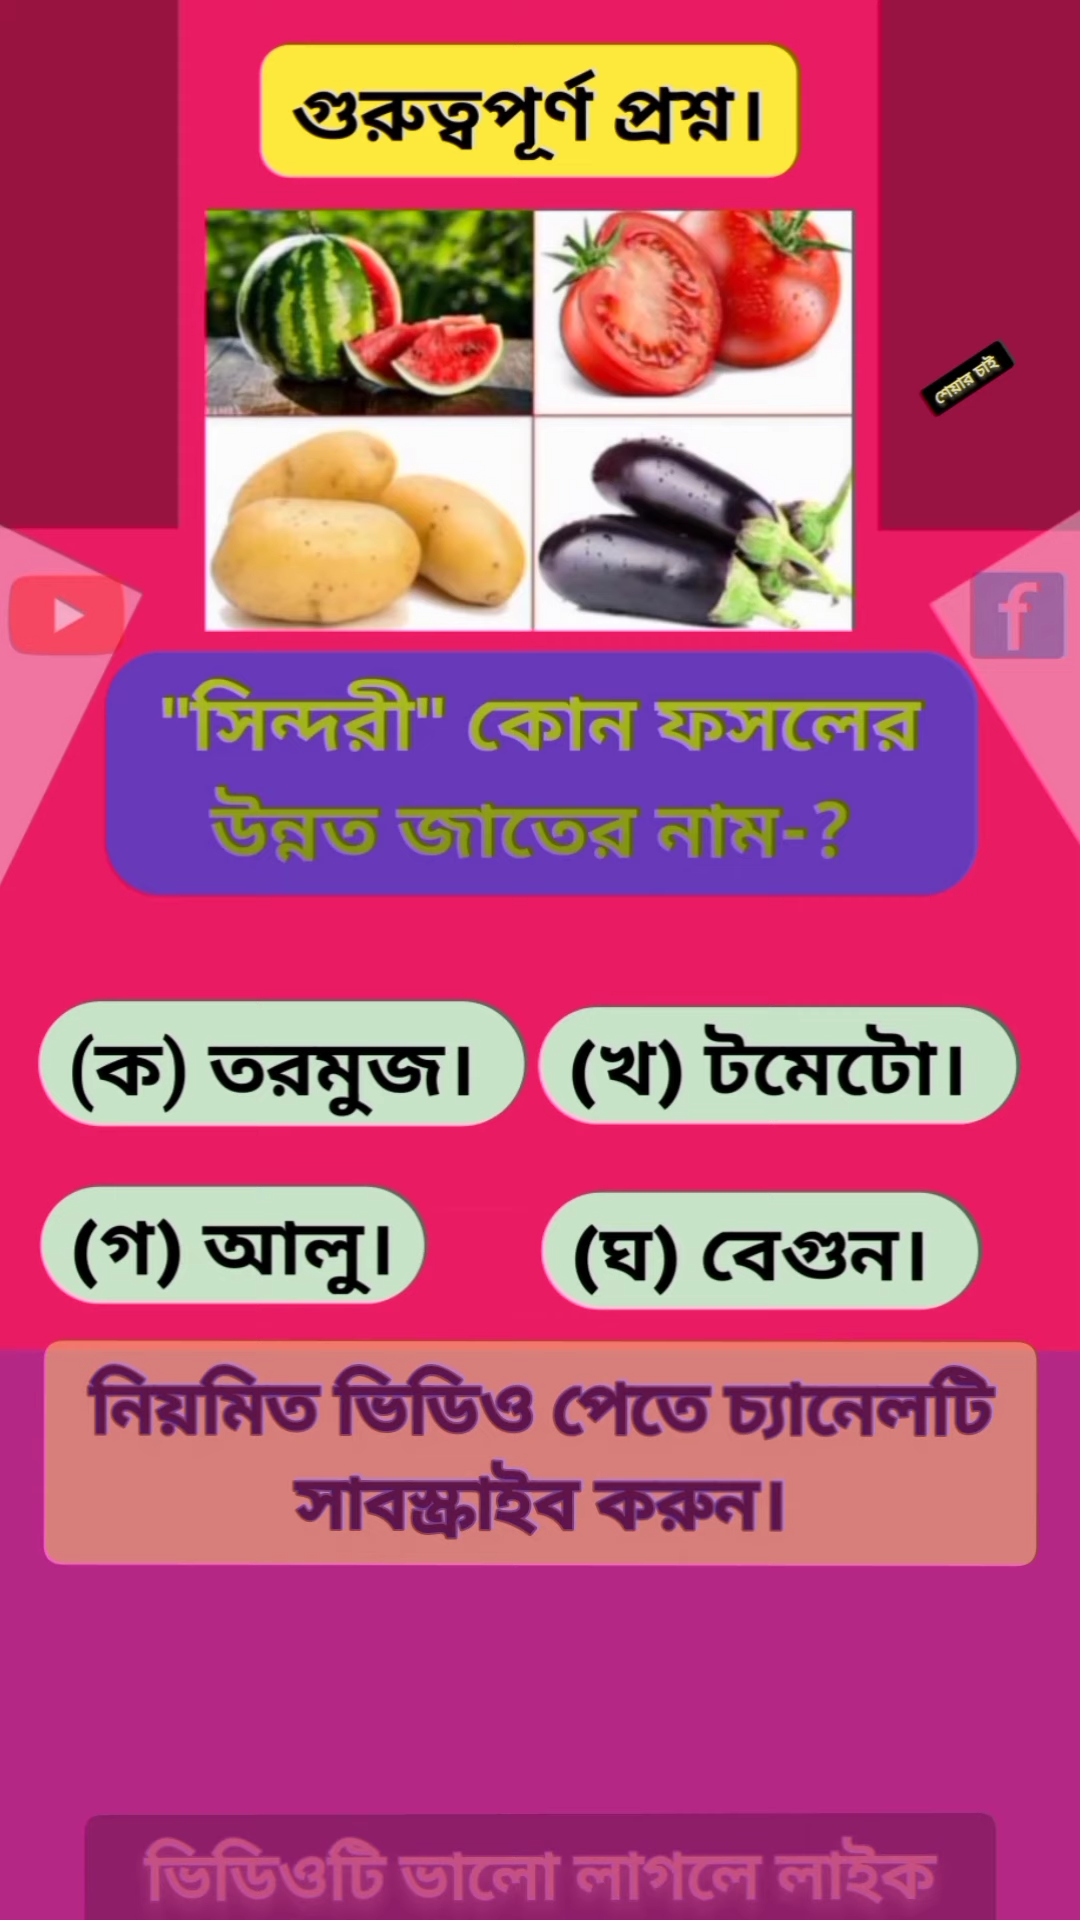 গুরুত্বপূর্ণ প্রশ্ন।
শেয়ার চাই
"সিন্দরী" কোন ফসলের
উন্নত জাতের নাম-?
(ক) তরমুজ।
(খ) টমেটো।
(গ) আলু।
(ঘ) বেগুন।
নিয়মিত ভিডিও পেতে চ্যানেলটি
সাবস্ক্রাইব করুন।
ভিডিওটি ভালো লাগলে লাইক